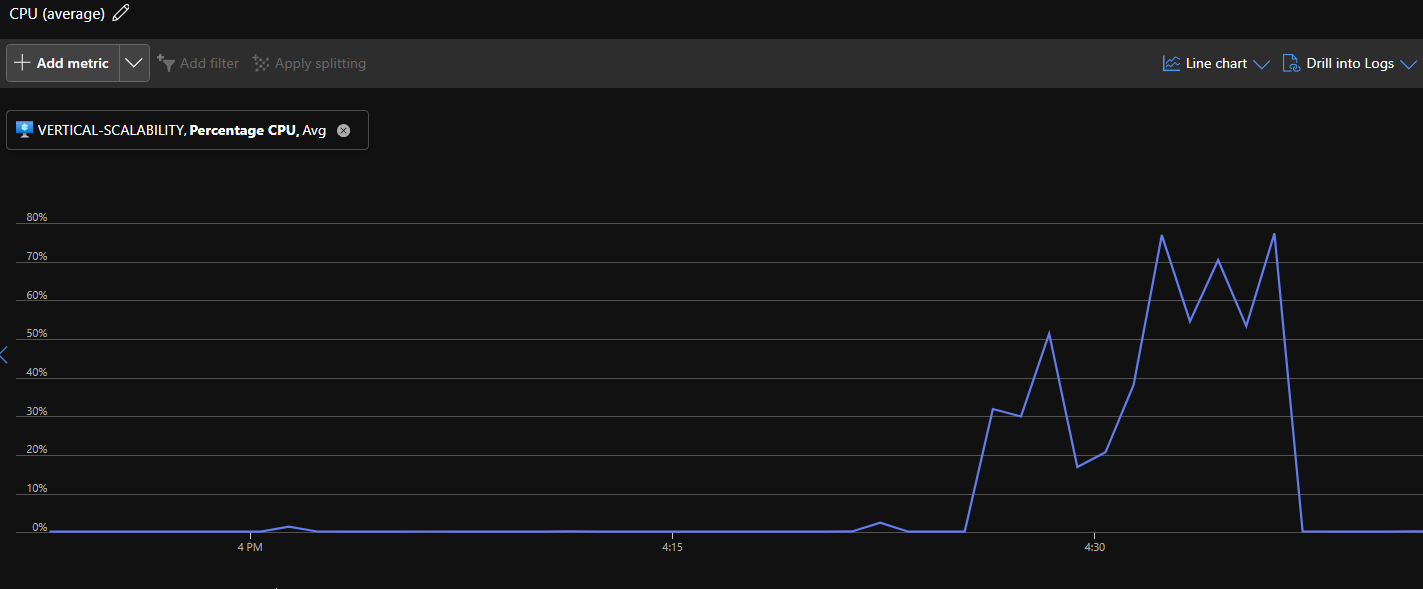 CPU (average)
Add metric Add filter Apply splitting Line chart Drill into Logs
VERTICAL-SCALABILITY, Percentage CPU, Avg
80%
70%
60%
50%
40%
30%
20%
10%
0%
4 PM 4:15 4:30